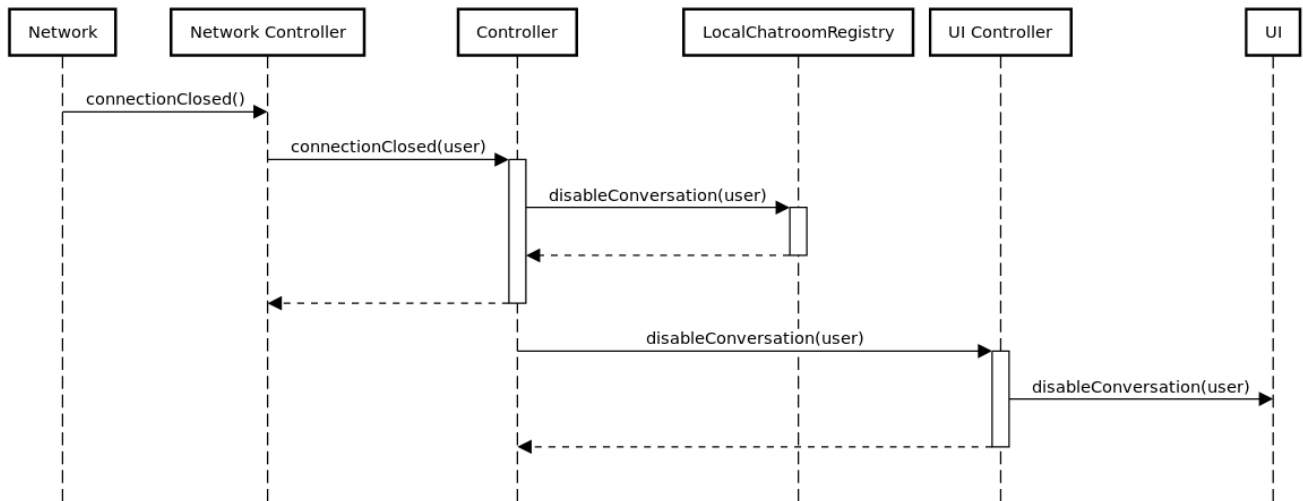 Network
Network Controller
Controller
LocalChatroomRegistry
UI Controller
UI
connectionClosed()
connectionClosed(user)
disableConversation(user)
disableConversation(user)
disableConversation(user)